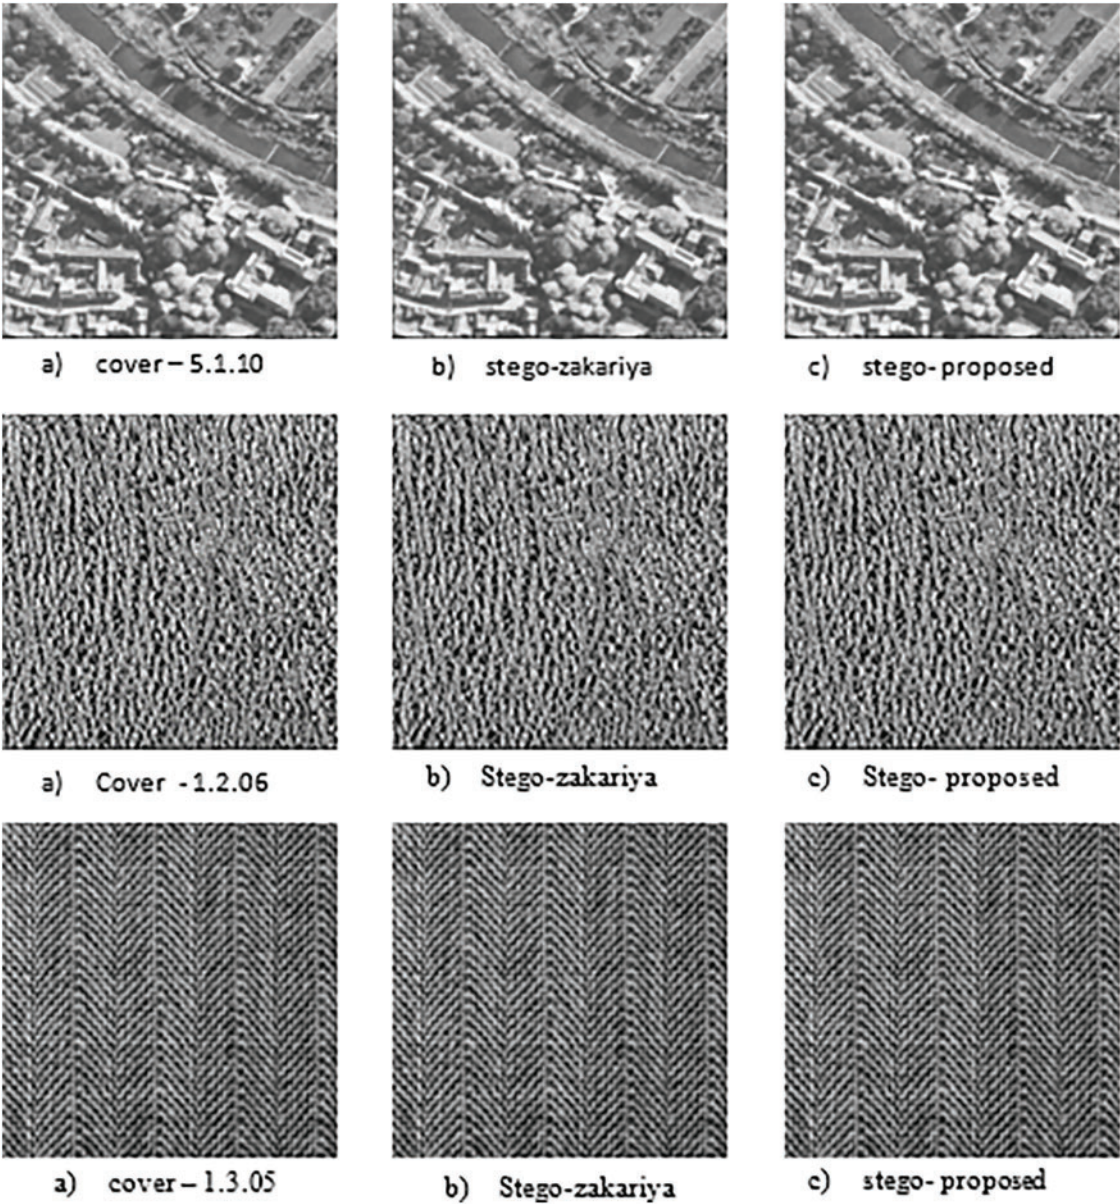 a) cover – 5.1.10
b) stego-zakariya
c) stego- proposed
a) Cover - 1.2.06
b) Stego-zakariya
c) Stego- proposed
a) cover – 1.3.05
b) Stego-zakariya
c) stego- proposed